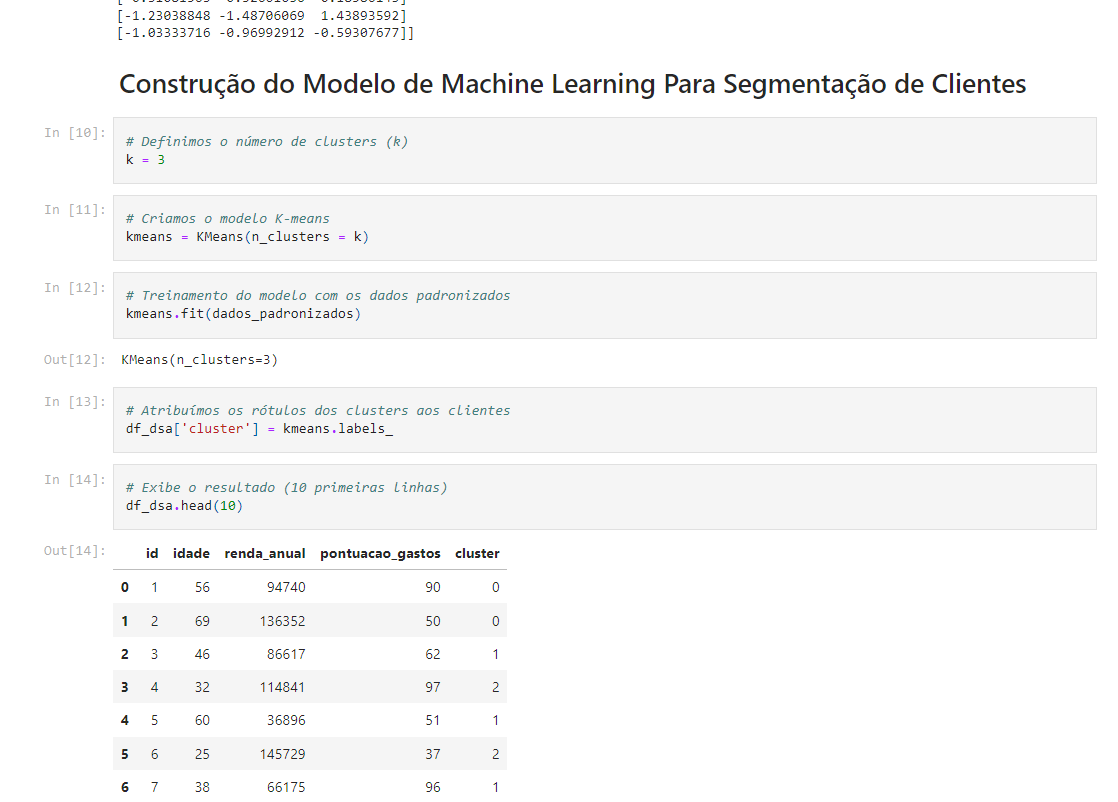 [-1.23038848 -1.48706069  1.43893592]
[-1.03333716 -0.96992912 -0.59307677]]
Construção do Modelo de Machine Learning Para Segmentação de Clientes
In [10]:
# Definimos o número de clusters (k)
k = 3
In [11]:
# Criamos o modelo K-means
kmeans = KMeans(n_clusters = k)
In [12]:
# Treinamento do modelo com os dados padronizados
kmeans.fit(dados_padronizados)
Out[12]: KMeans(n_clusters=3)
In [13]:
# Atribuímos os rótulos dos clusters aos clientes
df_dsa['cluster'] = kmeans.labels_
In [14]:
# Exibe o resultado (10 primeiras linhas)
df_dsa.head(10)
Out[14]:
id idade renda_anual pontuacao_gastos cluster
0 1 56 94740 90 0
1 2 69 136352 50 0
2 3 46 86617 62 1
3 4 32 114841 97 2
4 5 60 36896 51 1
5 6 25 145729 37 2
6 7 38 66175 96 1